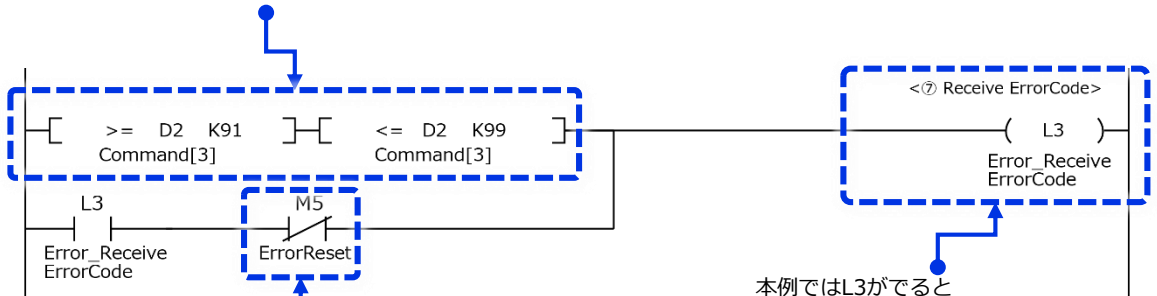 <⑦ Receive ErrorCode>
>= D2 K91
<= D2 K99
L3
Command[3]
Command[3]
Error_Receive
ErrorCode
L3
M5
Error_Receive
ErrorCode
ErrorReset
本例ではL3がでると